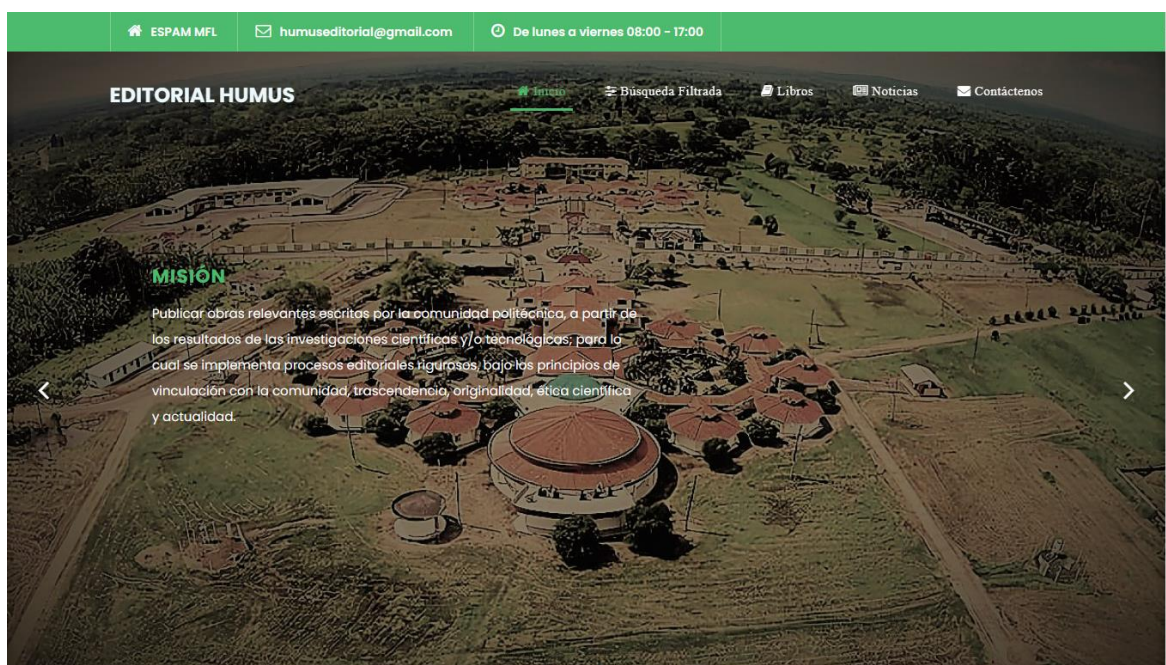 ESPAM MFL
humuseditorial@gmail.com
De lunes a viernes 08:00 - 17:00
EDITORIAL HUMUS
Inicio
Búsqueda Filtrada
Libros
Noticias
Contáctenos
MISIÓN
Publicar obras relevantes escritas por la comunidad politécnica, a partir de
los resultados de las investigaciones científicas y/o tecnológicas; para lo
cual se implementa procesos editoriales rigurosos, bajo los principios de
vinculación con la comunidad, trascendencia, originalidad, ética científica
y actualidad.